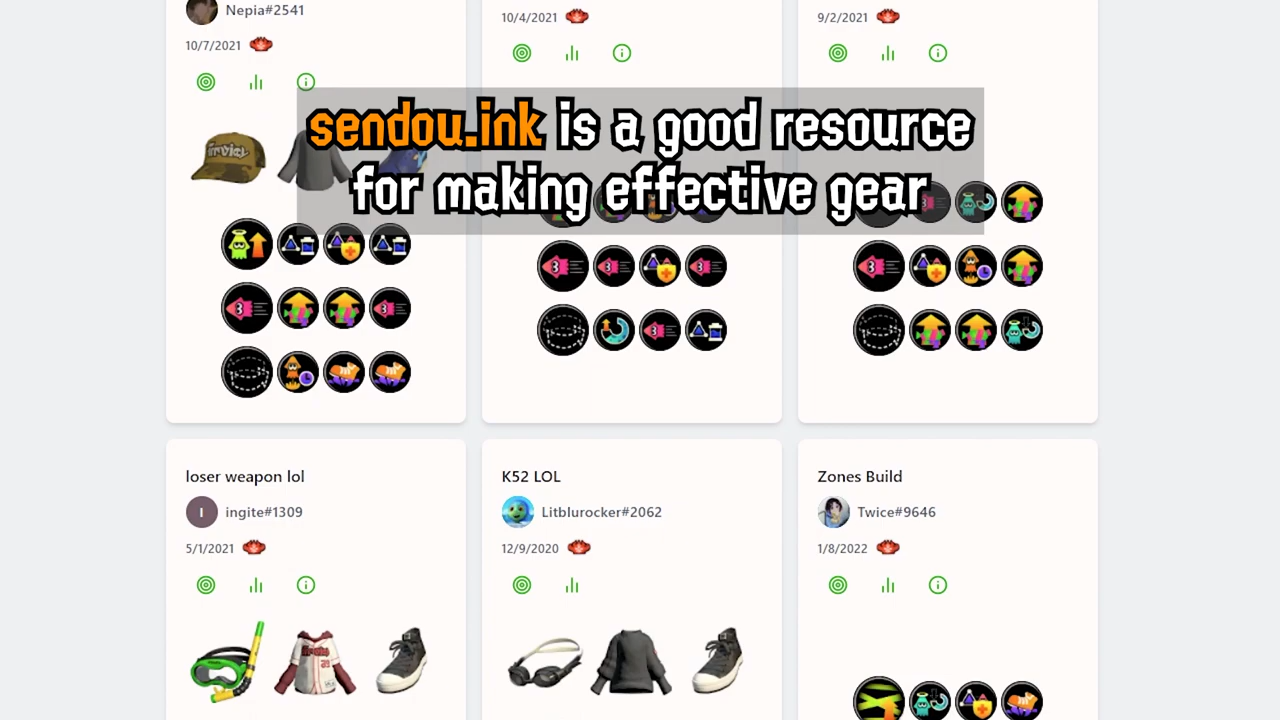 Nepia#2541
10/7/2021
10/4/2021
9/2/2021
sendou.ink is a good resource
for making effective gear
loser weapon lol
I ingite#1309
5/1/2021
K52 LOL
Litblurocker#2062
12/9/2020
Zones Build
Twice#9646
1/8/2022